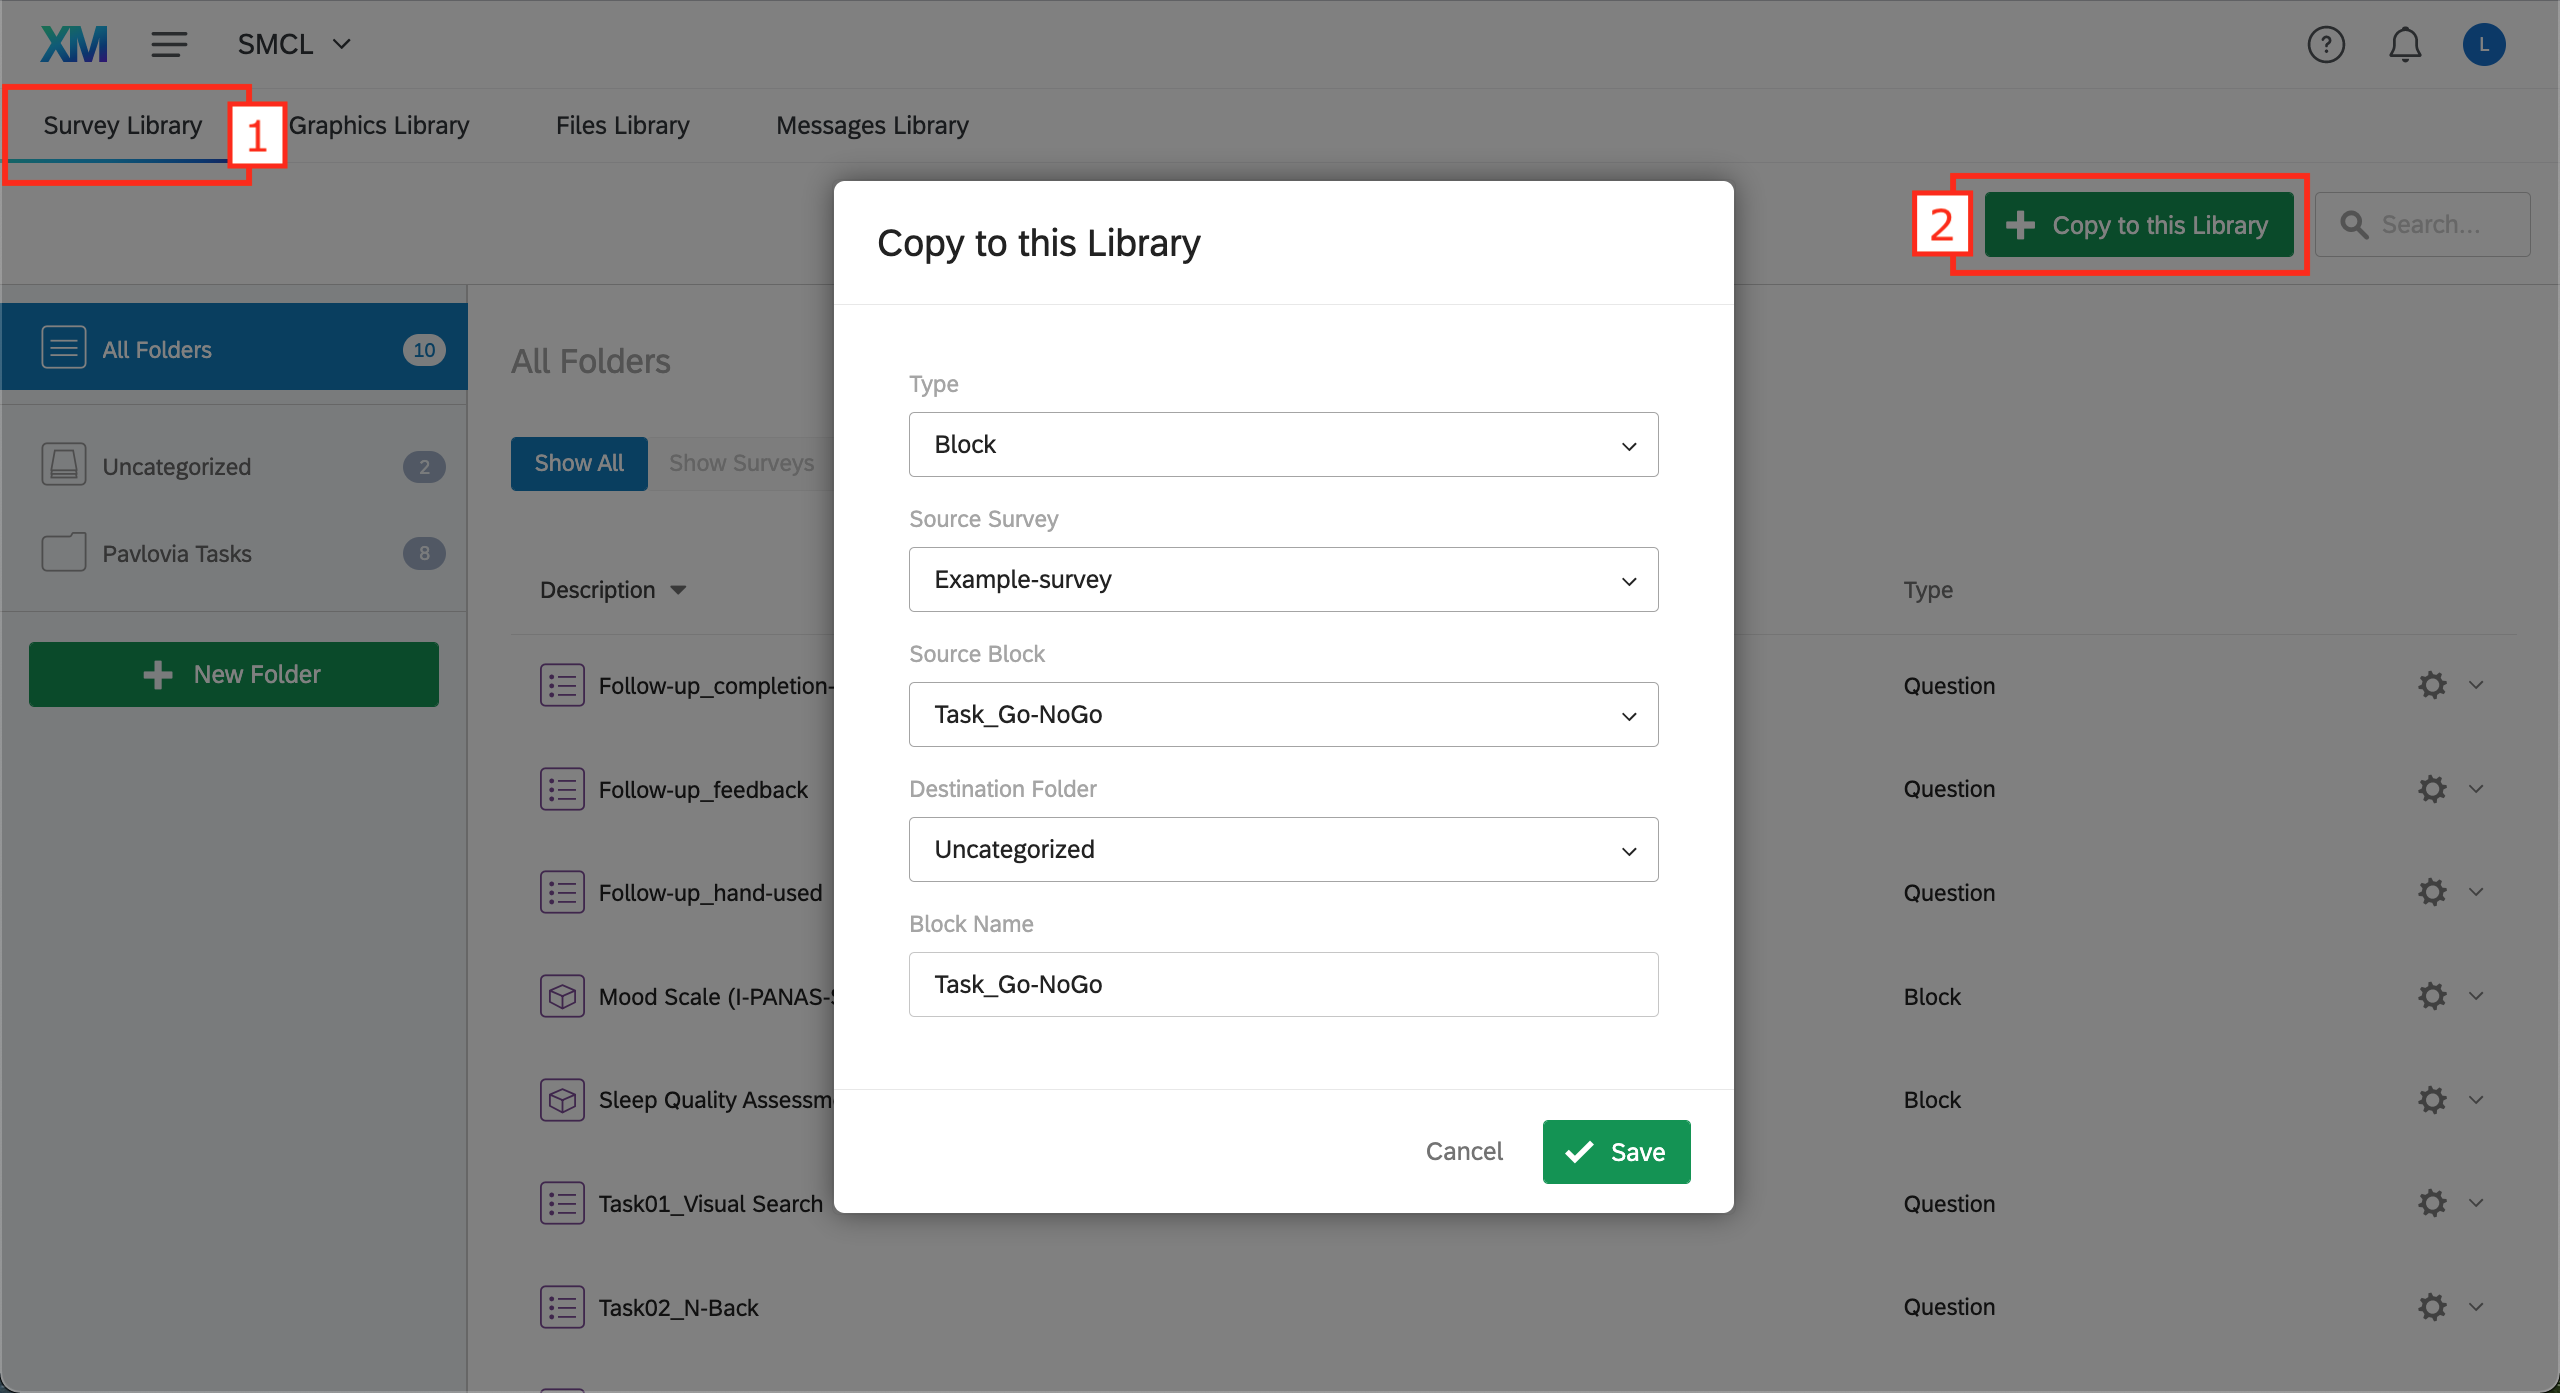 XM SMCL ? L
Survey Library 1 Graphics Library Files Library Messages Library
2 Copy to this Library Search...
Copy to this Library
All Folders 10
Uncategorized 2
Pavlovia Tasks 8
New Folder
All Folders
Show All Show Surveys
Description Type
Follow-up_completion- Question
Follow-up_feedback Question
Follow-up_hand-used Question
Mood Scale (I-PANAS- Block
Sleep Quality Assessm Block
Task01_Visual Search Question
Task02_N-Back Question
Type
Block
Source Survey
Example-survey
Source Block
Task_Go-NoGo
Destination Folder
Uncategorized
Block Name
Task_Go-NoGo
Cancel Save